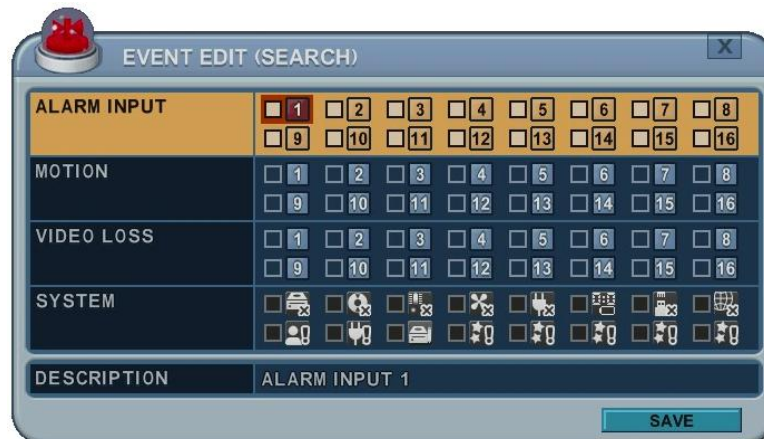 EVENT EDIT (SEARCH)
X
ALARM INPUT 1 2 3 4 5 6 7 8
9 10 11 12 13 14 15 16
MOTION 1 2 3 4 5 6 7 8
9 10 11 12 13 14 15 16
VIDEO LOSS 1 2 3 4 5 6 7 8
9 10 11 12 13 14 15 16
SYSTEM
DESCRIPTION ALARM INPUT 1
SAVE